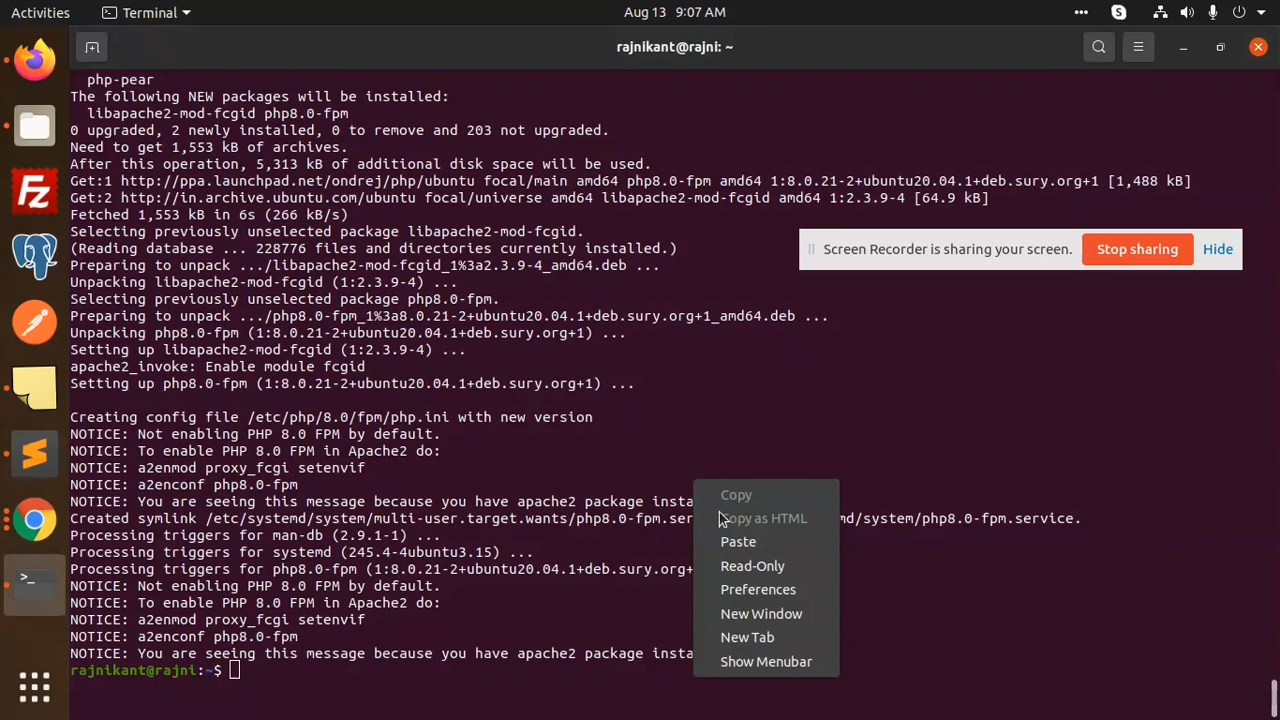 Activities
Terminal
Aug 13 9:07 AM
rajnikant@rajni: ~
php-pear
The following NEW packages will be installed:
libapache2-mod-fcgid php8.0-fpm
0 upgraded, 2 newly installed, 0 to remove and 203 not upgraded.
Need to get 1,553 kB of archives.
After this operation, 5,313 kB of additional disk space will be used.
Get:1 http://ppa.launchpad.net/ondrej/php/ubuntu focal/main amd64 php8.0-fpm amd64 1:8.0.21-2+ubuntu20.04.1+deb.sury.org+1 [1,488 kB]
Get:2 http://in.archive.ubuntu.com/ubuntu focal/universe amd64 libapache2-mod-fcgid amd64 1:2.3.9-4 [64.9 kB]
Fetched 1,553 kB in 6s (266 kB/s)
Selecting previously unselected package libapache2-mod-fcgid.
(Reading database ... 228776 files and directories currently installed.)
Screen Recorder is sharing your screen.
Stop sharing
Hide
Preparing to unpack .../libapache2-mod-fcgid_1%3a2.3.9-4_amd64.deb ...
Unpacking libapache2-mod-fcgid (1:2.3.9-4) ...
Selecting previously unselected package php8.0-fpm.
Preparing to unpack .../php8.0-fpm_1%3a8.0.21-2+ubuntu20.04.1+deb.sury.org+1_amd64.deb ...
Unpacking php8.0-fpm (1:8.0.21-2+ubuntu20.04.1+deb.sury.org+1) ...
Setting up libapache2-mod-fcgid (1:2.3.9-4) ...
apache2_invoke: Enable module fcgid
Setting up php8.0-fpm (1:8.0.21-2+ubuntu20.04.1+deb.sury.org+1) ...
Creating config file /etc/php/8.0/fpm/php.ini with new version
NOTICE: Not enabling PHP 8.0 FPM by default.
NOTICE: To enable PHP 8.0 FPM in Apache2 do:
NOTICE: a2enmod proxy_fcgi setenvif
NOTICE: a2enconf php8.0-fpm
NOTICE: You are seeing this message because you have apache2 package insta
Created symlink /etc/systemd/system/multi-user.target.wants/php8.0-fpm.ser md/system/php8.0-fpm.service.
Processing triggers for man-db (2.9.1-1) ...
Processing triggers for systemd (245.4-4ubuntu3.15) ...
Processing triggers for php8.0-fpm (1:8.0.21-2+ubuntu20.04.1+deb.sury.org+
NOTICE: Not enabling PHP 8.0 FPM by default.
NOTICE: To enable PHP 8.0 FPM in Apache2 do:
NOTICE: a2enmod proxy_fcgi setenvif
NOTICE: a2enconf php8.0-fpm
NOTICE: You are seeing this message because you have apache2 package insta
rajnikant@rajni:~$
Copy
Copy as HTML
Paste
Read-Only
Preferences
New Window
New Tab
Show Menubar